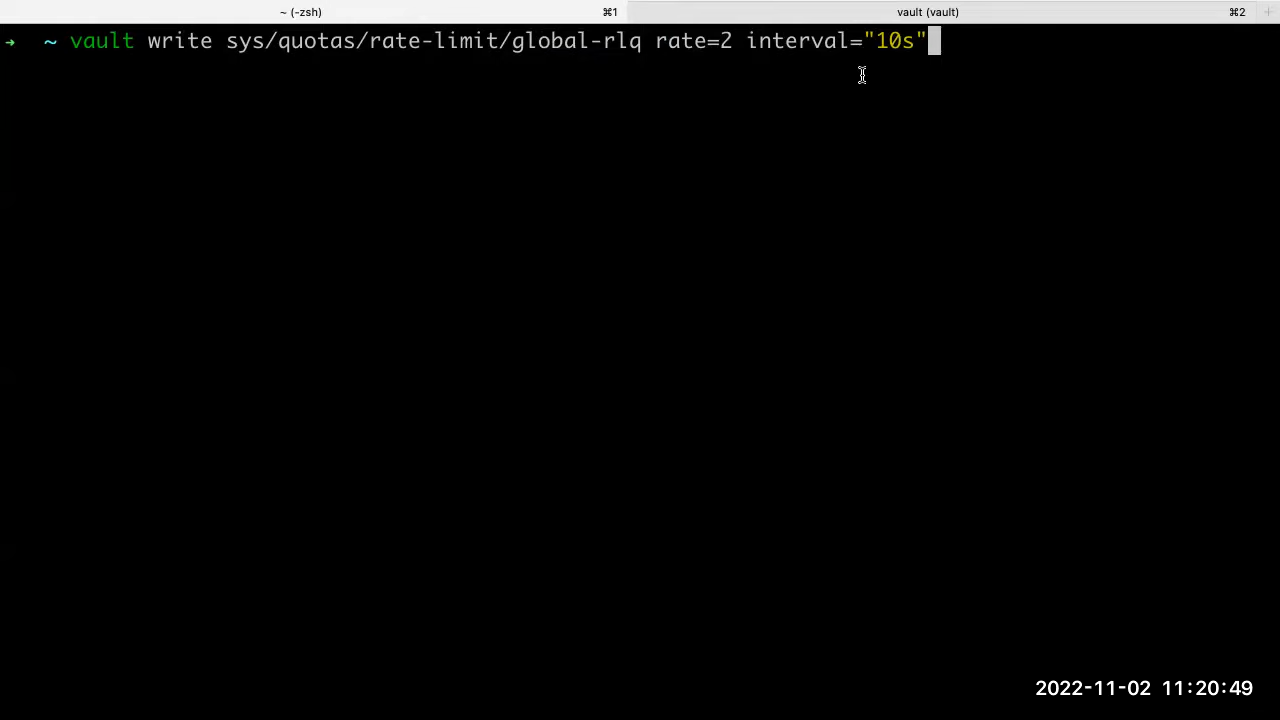 ~ (-zsh) ⌘1 vault (vault) ⌘2 +
→ ~ vault write sys/quotas/rate-limit/global-rlq rate=2 interval="10s"
2022-11-02 11:20:49